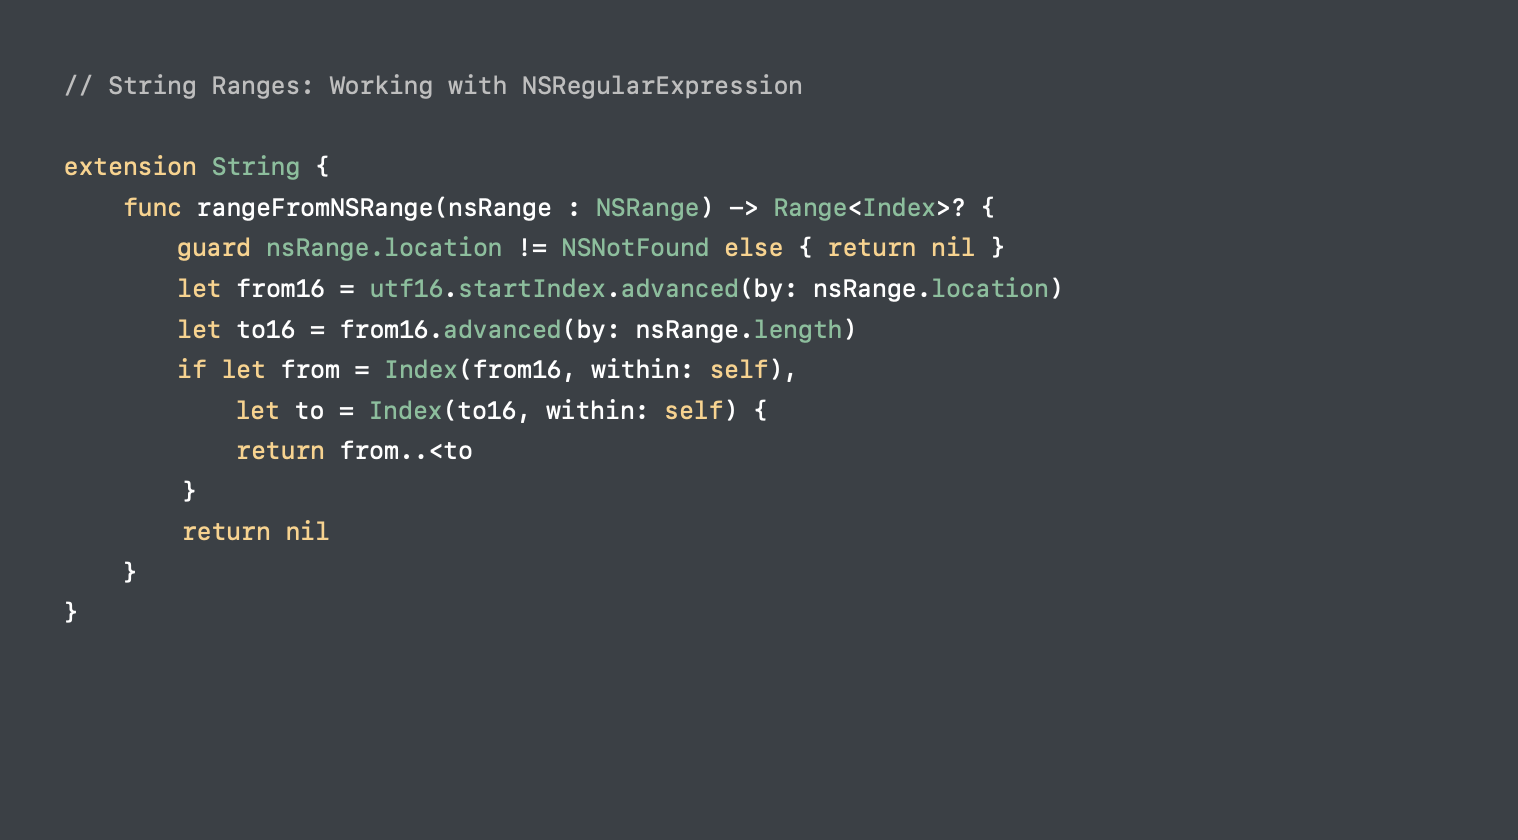 // String Ranges: Working with NSRegularExpression
extension String {
func rangeFromNSRange(nsRange : NSRange) -> Range<Index>? {
guard nsRange.location != NSNotFound else { return nil }
let from16 = utf16.startIndex.advanced(by: nsRange.location)
let to16 = from16.advanced(by: nsRange.length)
if let from = Index(from16, within: self),
let to = Index(to16, within: self) {
return from..<to
}
return nil
}
}